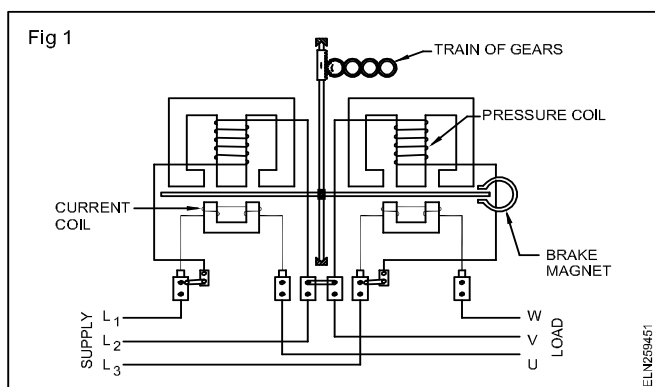 Fig 1
TRAIN OF GEARS
PRESSURE COIL
CURRENT
COIL
BRAKE
MAGNET
SUPPLY
L1
L2
L3
W
V
U
LOAD
ELN259451